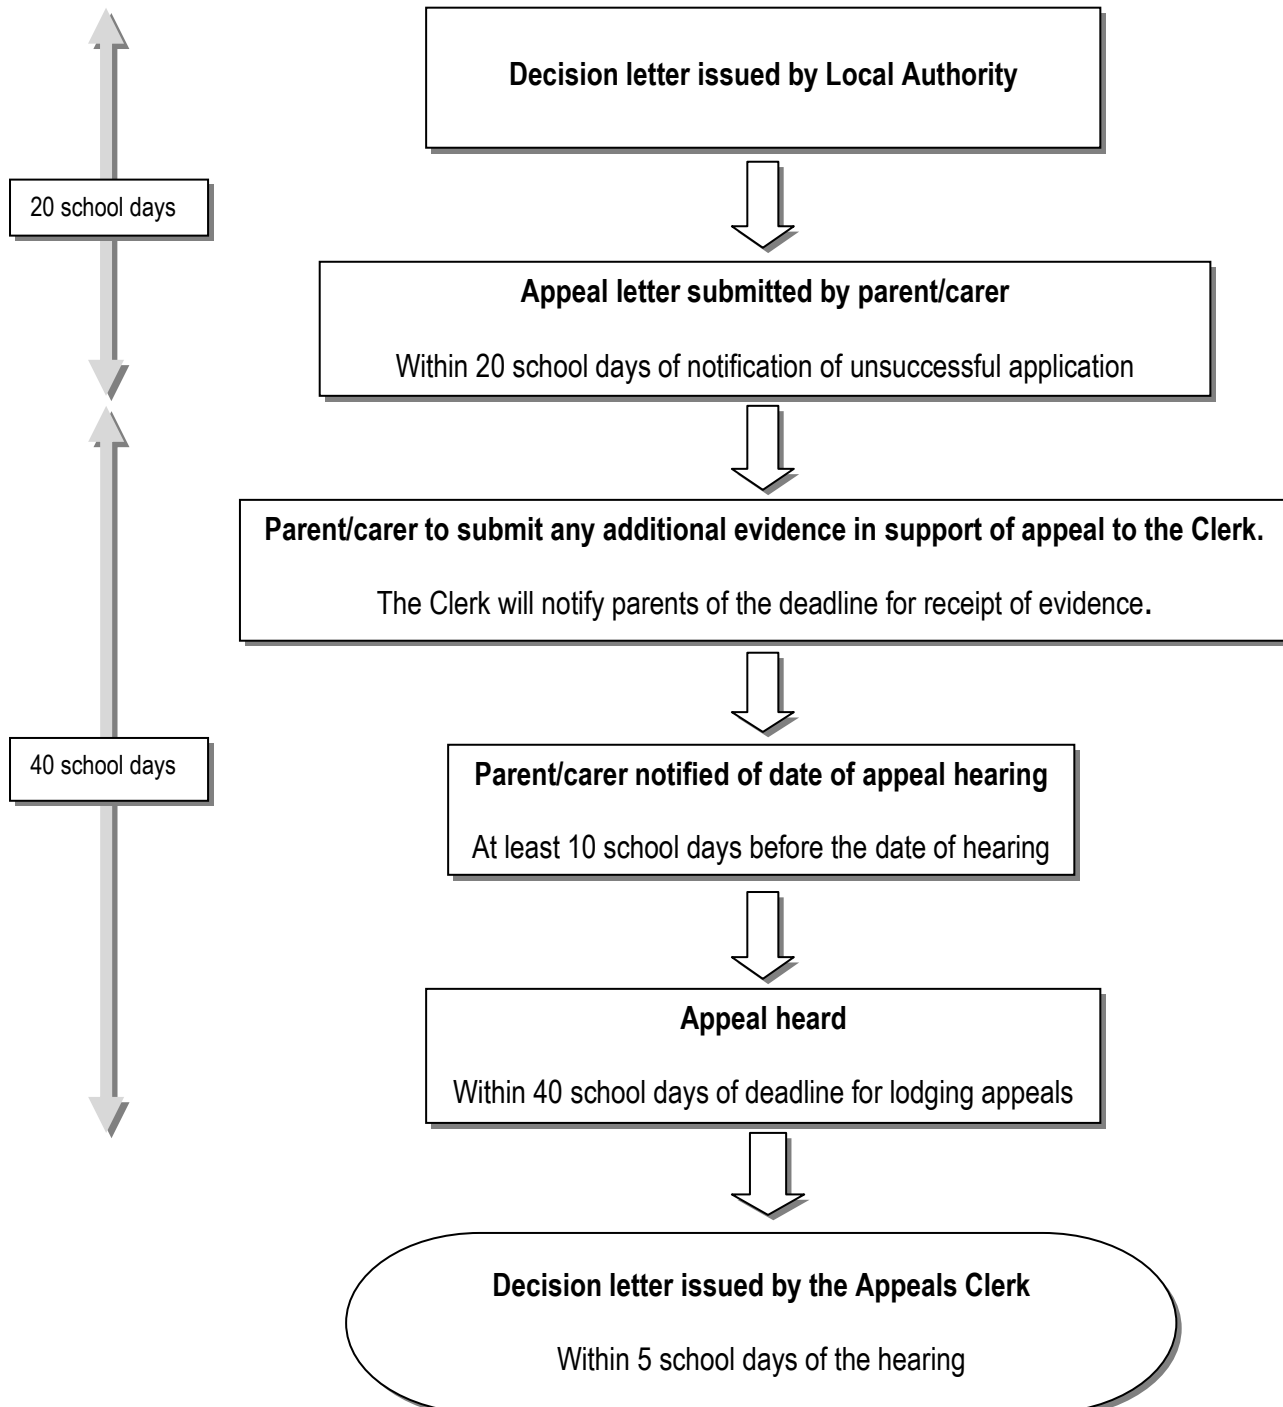 Decision letter issued by Local Authority
20 school days
Appeal letter submitted by parent/carer
Within 20 school days of notification of unsuccessful application
Parent/carer to submit any additional evidence in support of appeal to the Clerk.
The Clerk will notify parents of the deadline for receipt of evidence.
40 school days
Parent/carer notified of date of appeal hearing
At least 10 school days before the date of hearing
Appeal heard
Within 40 school days of deadline for lodging appeals
Decision letter issued by the Appeals Clerk
Within 5 school days of the hearing